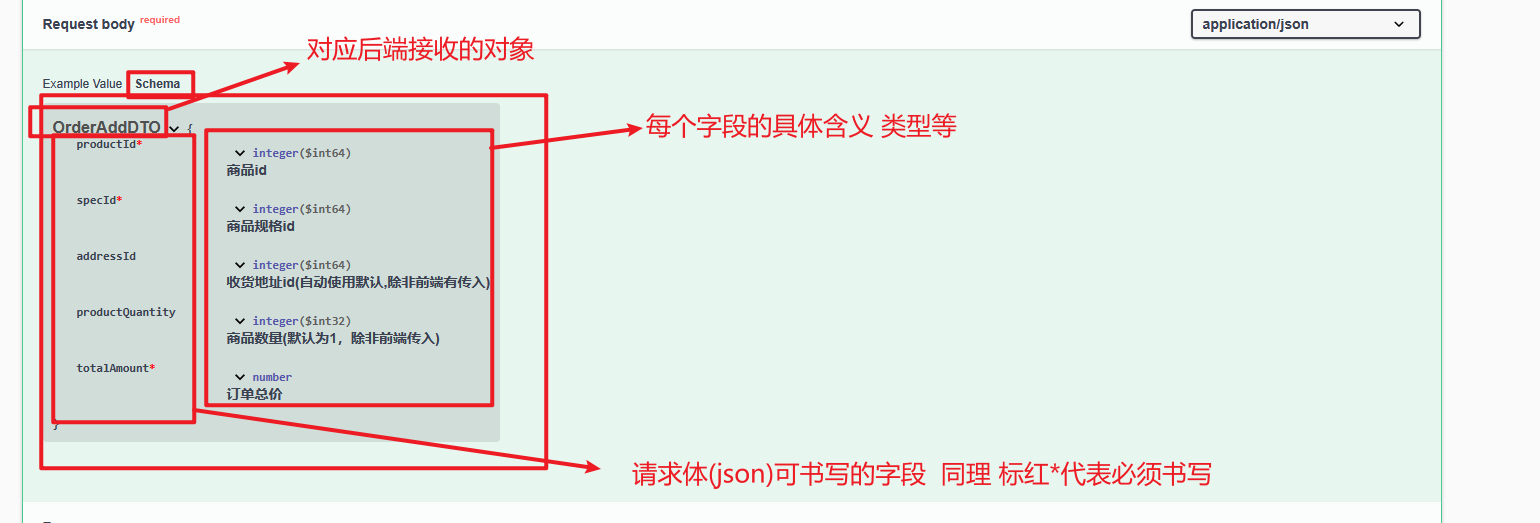 Request body required
application/json
对应后端接收的对象
Example Value Schema
OrderAddDTO {
每个字段的具体含义 类型等
productId*
integer($int64)
商品id
specId*
integer($int64)
商品规格id
addressId
integer($int64)
收货地址id(自动使用默认,除非前端有传入)
productQuantity
integer($int32)
商品数量(默认为1，除非前端传入)
totalAmount*
number
订单总价
}
请求体(json)可书写的字段 同理 标红*代表必须书写